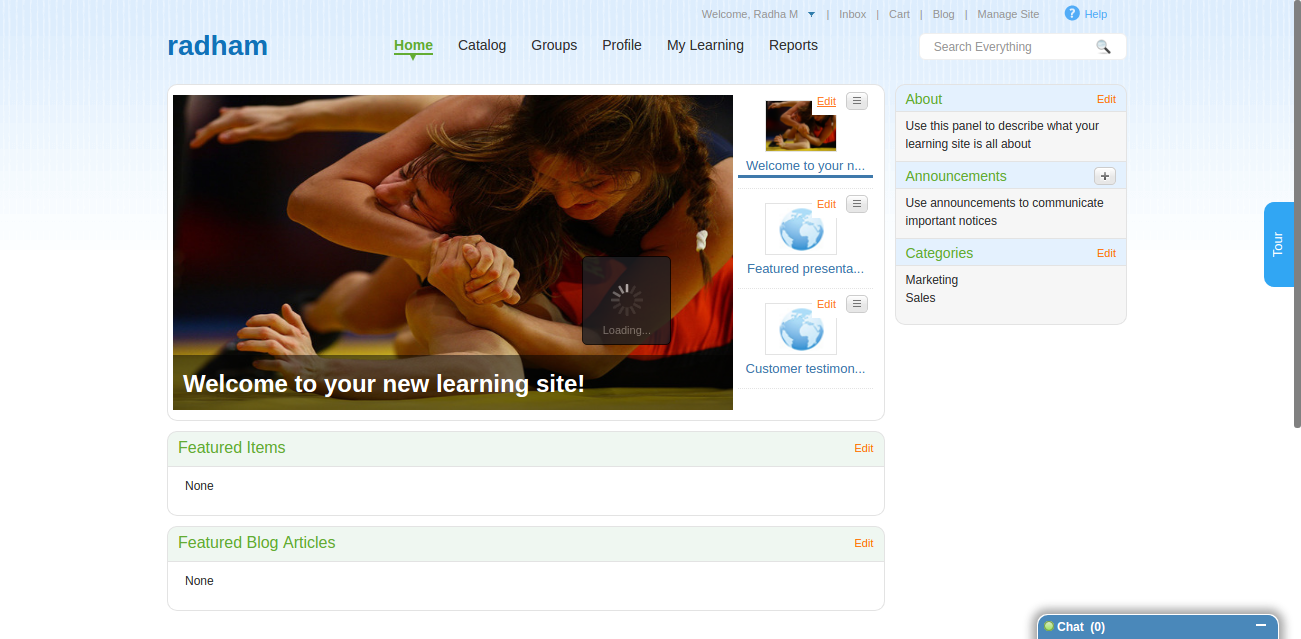 Welcome, Radha M | Inbox | Cart | Blog | Manage Site ? Help
radham
Home Catalog Groups Profile My Learning Reports
Search Everything
Edit
Welcome to your n...
Edit
Featured presenta...
Edit
Customer testimon...
Loading...
Welcome to your new learning site!
About Edit
Use this panel to describe what your
learning site is all about
Announcements +
Use announcements to communicate
important notices
Categories Edit
Marketing
Sales
Tour
Featured Items Edit
None
Featured Blog Articles Edit
None
Chat (0)